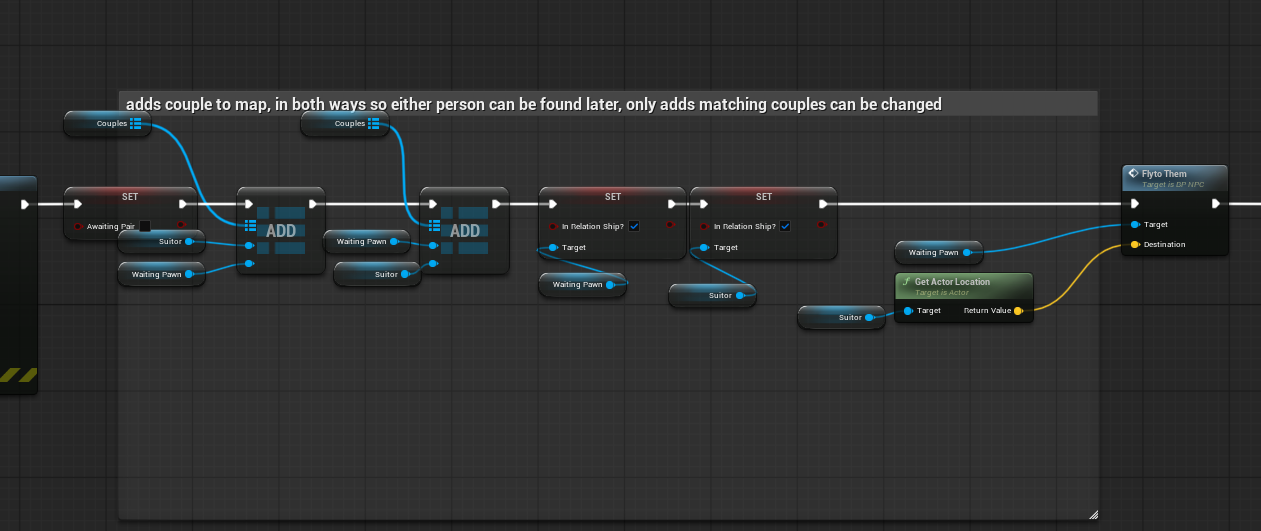 adds couple to map, in both ways so either person can be found later, only adds matching couples can be changed
Couples
Couples
SET
Awaiting Pair
Suitor
Waiting Pawn
ADD
Waiting Pawn
Suitor
ADD
SET
In Relation Ship?
Target
Waiting Pawn
SET
In Relation Ship?
Target
Suitor
Suitor
Waiting Pawn
Get Actor Location
Target is Actor
Target
Return Value
Flyto Them
Target is BP NPC
Target
Destination